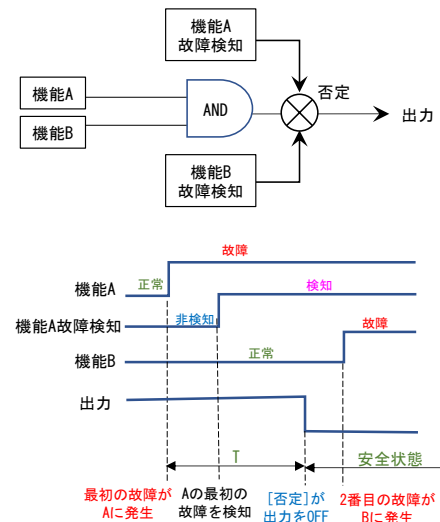 機能A
故障検知
機能A
機能B
AND
否定
出力
機能B
故障検知
故障
正常
機能A
検知
機能A故障検知
非検知
故障
機能B
正常
出力
T
安全状態
最初の故障が
Aに発生
Aの最初の
故障を検知
[否定]が
出力をOFF
2番目の故障が
Bに発生